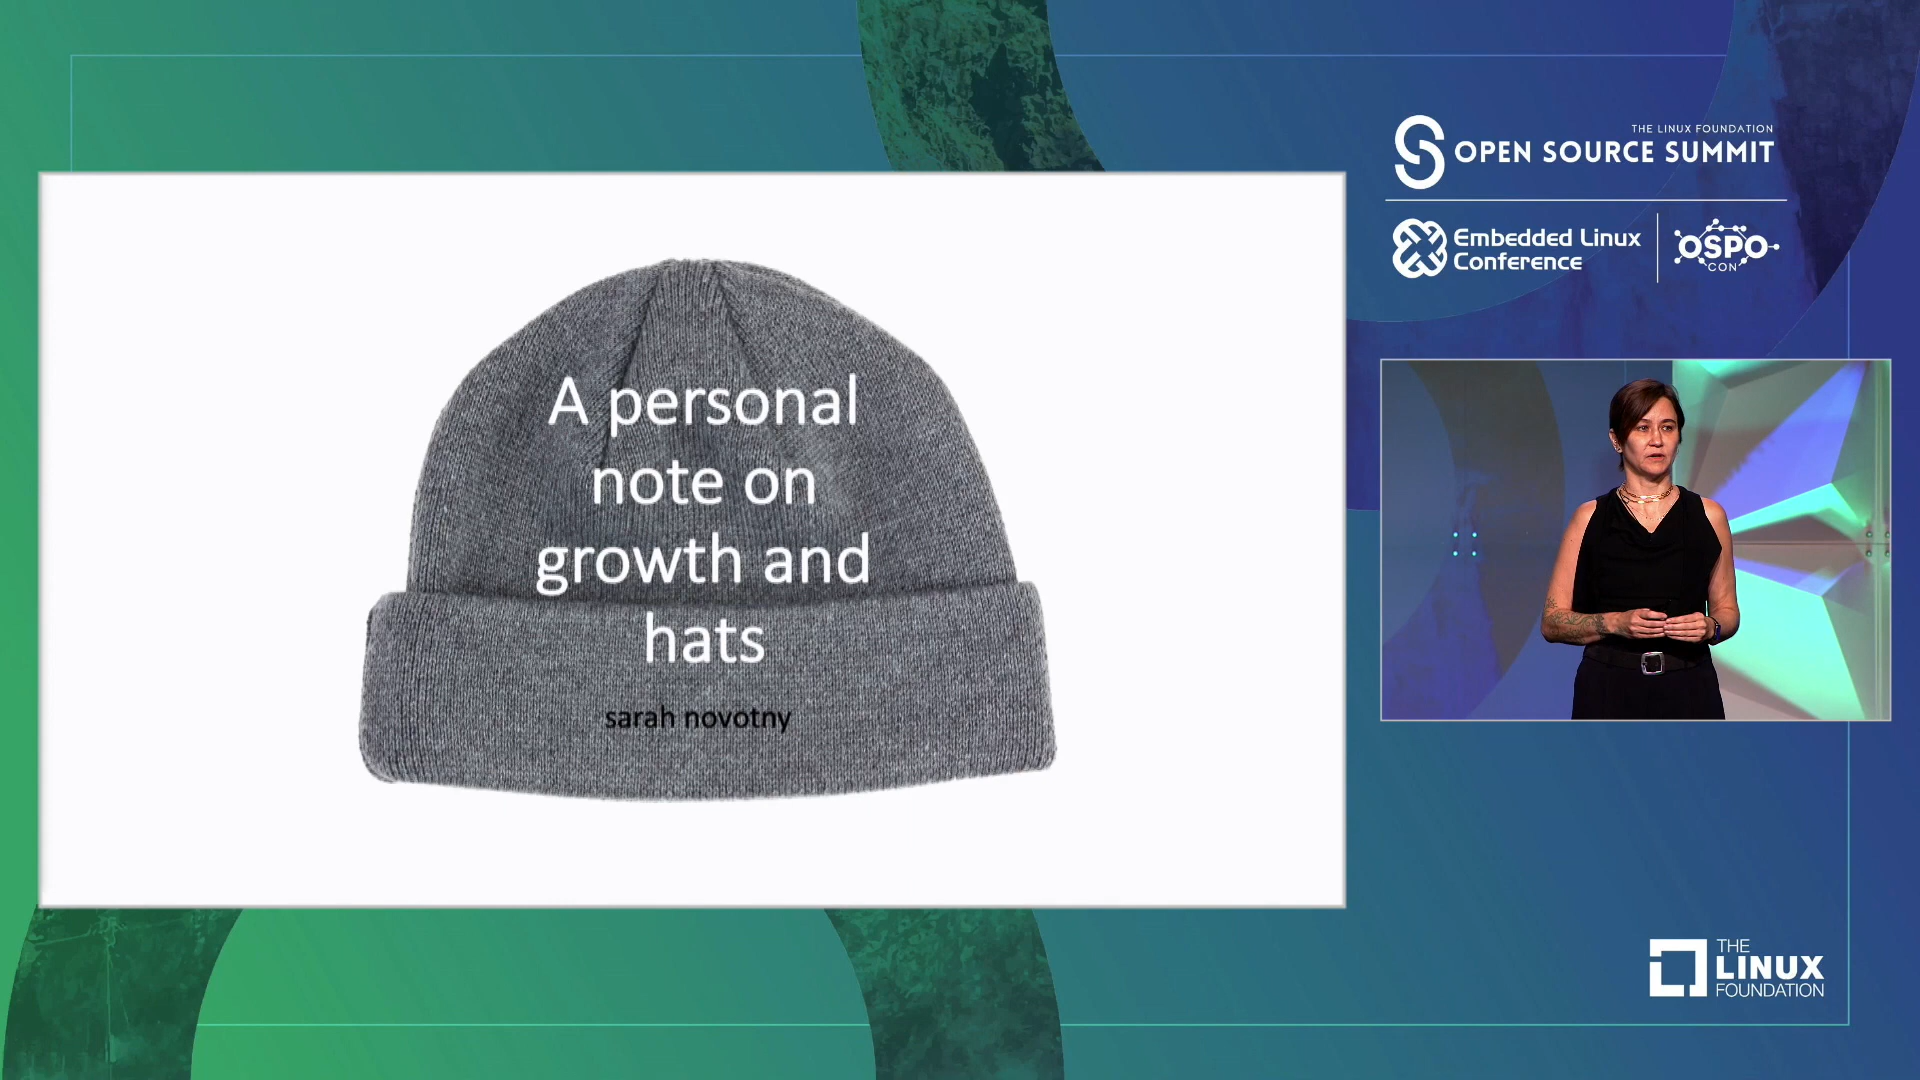 THE LINUX FOUNDATION
OPEN SOURCE SUMMIT
Embedded Linux
Conference
OSPO
CON
A personal
note on
growth and
hats
sarah novotny
THE
LINUX
FOUNDATION